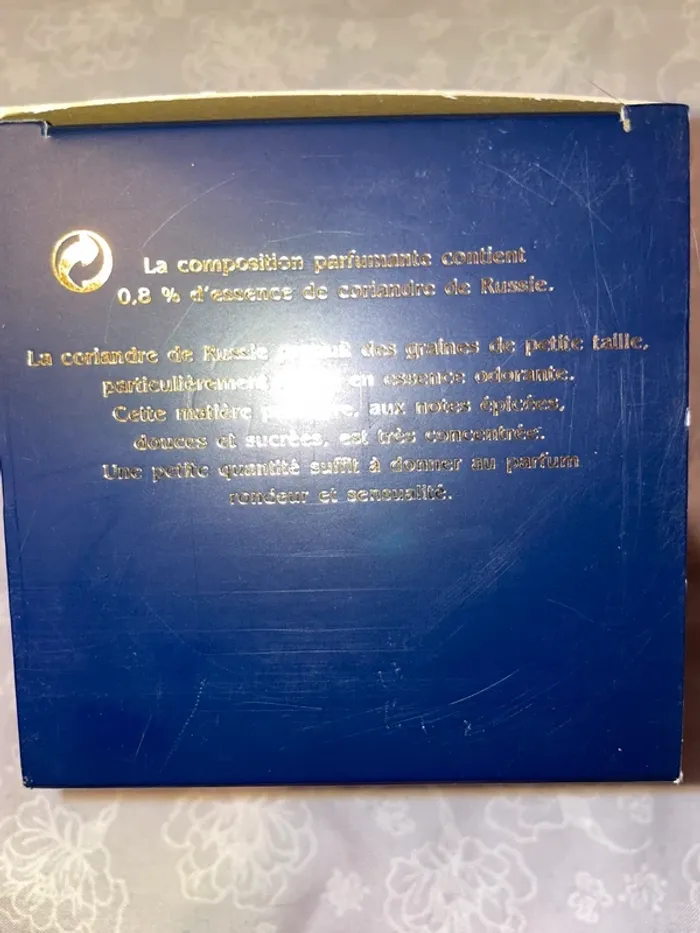 La composition parfumante contient
0,8 % d'essence de coriandre de Russie.
La coriandre de Russie produit des graines de petite taille,
particulièrement en essence odorante.
Cette matière première, aux notes épicées,
douces et sucrées, est très concentrée.
Une petite quantité suffit à donner au parfum
rondeur et sensualité.